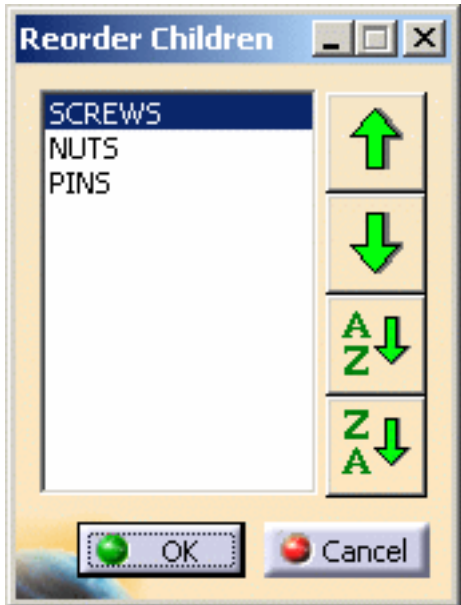 Reorder Children
SCREWS
NUTS
PINS
A
Z
Z
A
OK
Cancel